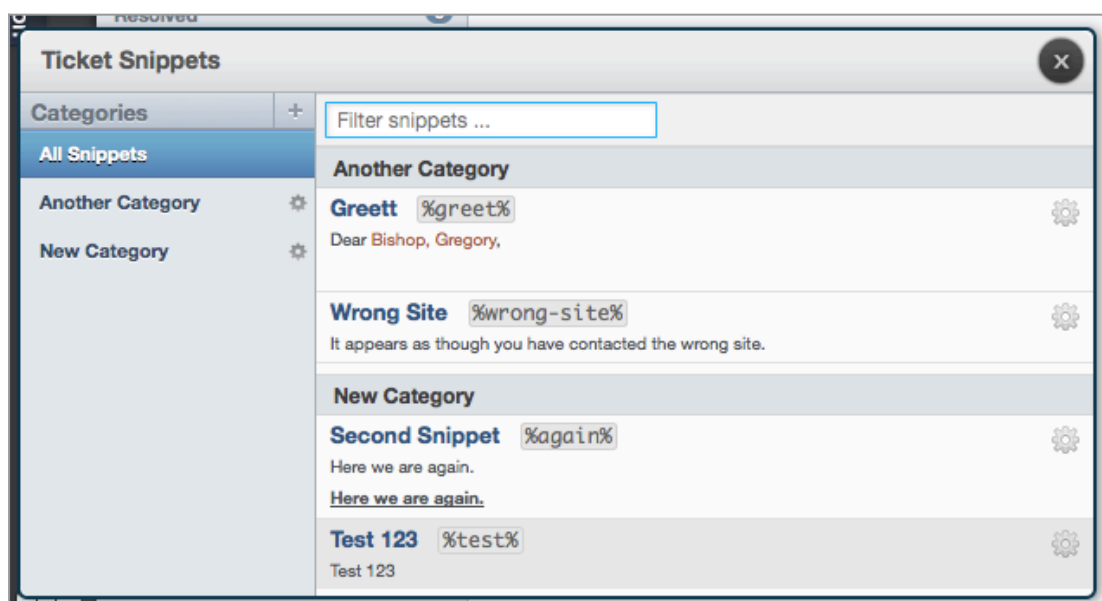 Resolved
Ticket Snippets
x
Categories +
All Snippets
Another Category
New Category
Filter snippets ...
Another Category
Greett %greet%
Dear Bishop, Gregory,
Wrong Site %wrong-site%
It appears as though you have contacted the wrong site.
New Category
Second Snippet %again%
Here we are again.
Here we are again.
Test 123 %test%
Test 123